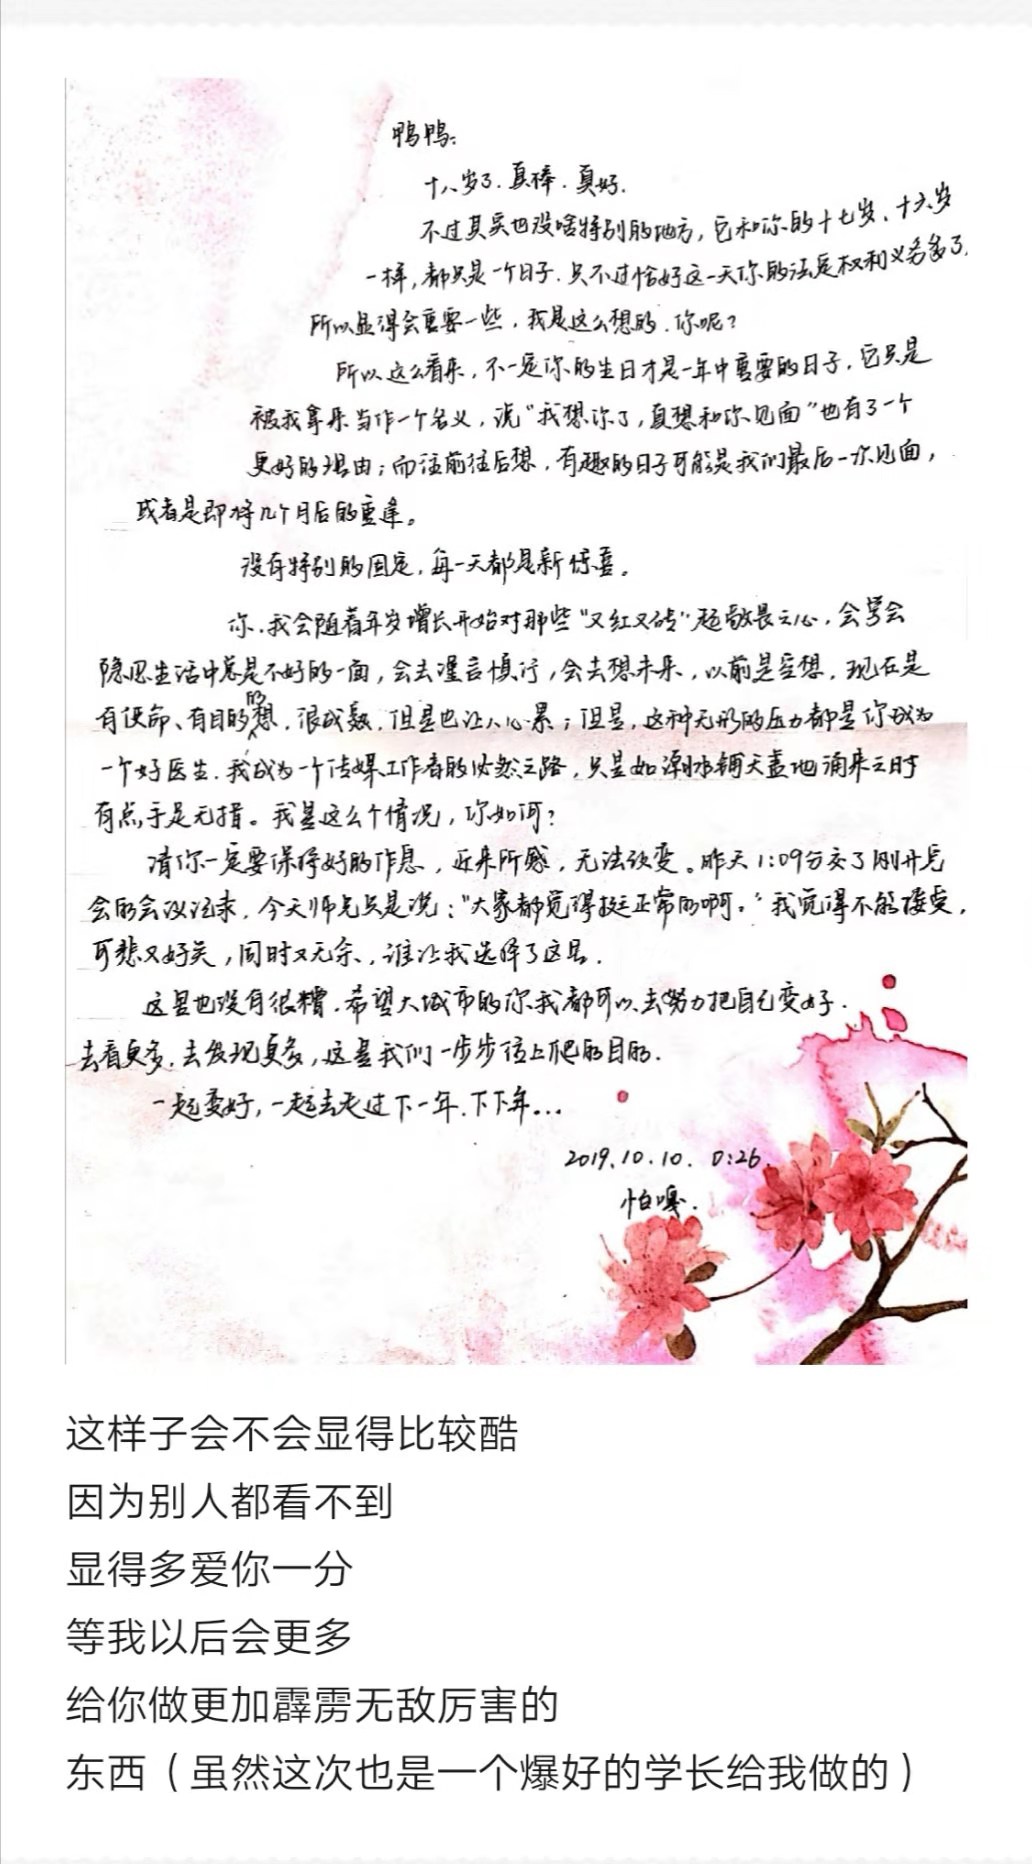 鸭鸭:
十八岁了.真棒.真好.
不过其实也没啥特别的地方，它和你的十七岁、十六岁
一样，都只是一个日子.只不过恰好这一天你的法定权利义务多了.
所以显得会重要一些，我是这么想的.你呢？
所以这么看来，不一定你的生日才是一年中重要的日子，它只是
被我拿来当作一个名义，说“我想你了，真想和你见面”也有了一个
更好的理由；而往前往后想，有趣的日子可能是我们最后一次见面，
或者是即将几个月后的重逢。
没有特别的固定，每一天都是新惊喜。
你、我会随着年岁增长开始对那些“又红又砖”起敬畏之心，会学会
隐忍生活中总是不好的一面，会去谨言慎行，会去想未来，以前是空想，现在是
有使命、有目的的想，很成熟，但是也让人心累；但是，这种无形的压力都是你成为
一个好医生，我成为一个传媒工作者的必然之路，只是如潮水铺天盖地涌来之时
有点手足无措。我是这么个情况，你如何？
请你一定要保持好的作息，近来所感，无法改变。昨天1:09分交了刚开完
会的会议记录，今天师兄只是说：“大家都觉得挺正常的啊。”我觉得不能接受，
可悲又好笑，同时又无奈，谁让我选择了这里.
这里也没有很糟.希望大城市的你我都可以去努力把自己变好.
去看更多.去发现更多，这是我们一步步往上爬的目的.
一起变好，一起去走过下一年.下下年...
2019.10.10. 0:26.
怕嘎.
这样子会不会显得比较酷
因为别人都看不到
显得多爱你一分
等我以后会更多
给你做更加霹雳无敌厉害的
东西（虽然这次也是一个爆好的学长给我做的）